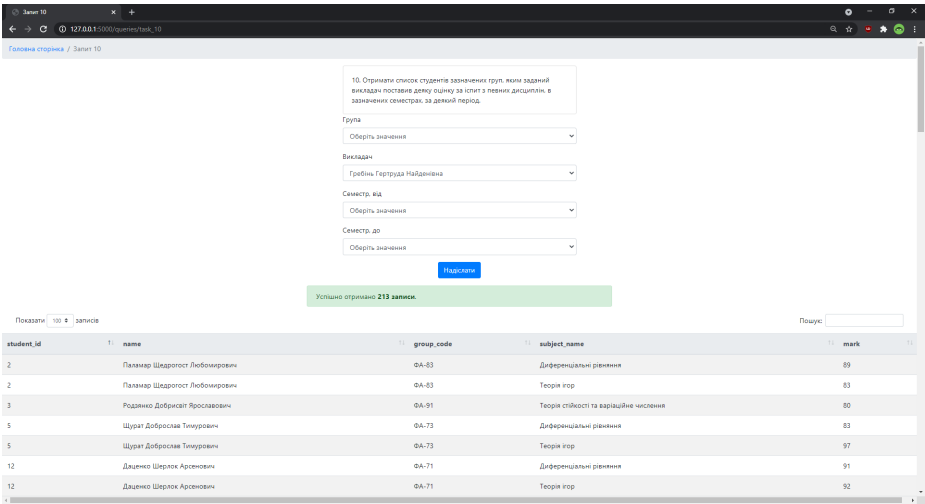 Запит 10
127.0.0.1:5000/queries/task_10
Головна сторінка / Запит 10
10. Отримати список студентів зазначених груп, яким заданий
викладач поставив деяку оцінку за іспит з певних дисциплін, в
зазначених семестрах, за деякий період.
Група
Оберіть значення
Викладач
Гребінь Гертруда Найденівна
Семестр, від
Оберіть значення
Семестр, до
Оберіть значення
Надіслати
Успішно отримано 213 записи.
Показати 100 записів Пошук:
student_id name group_code subject_name mark
2 Паламар Щедрогост Любомирович ФА-83 Диференціальні рівняння 89
2 Паламар Щедрогост Любомирович ФА-83 Теорія ігор 83
3 Родзянко Добрисвіт Ярославович ФА-91 Теорія стійкості та варіаційне числення 80
5 Щурат Доброслав Тимурович ФА-73 Диференціальні рівняння 83
5 Щурат Доброслав Тимурович ФА-73 Теорія ігор 97
12 Даценко Шерлок Арсенович ФА-71 Диференціальні рівняння 91
12 Даценко Шерлок Арсенович ФА-71 Теорія ігор 92